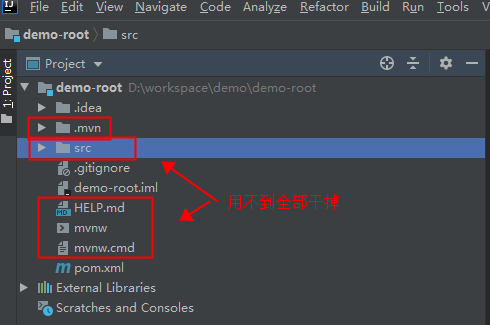 File Edit View Navigate Code Analyze Refactor Build Run Tools
demo-root src
1: Project
Project
demo-root D:\workspace\demo\demo-root
.idea
.mvn
src
.gitignore
demo-root.iml
HELP.md
mvnw
mvnw.cmd
pom.xml
External Libraries
Scratches and Consoles
用不到全部干掉